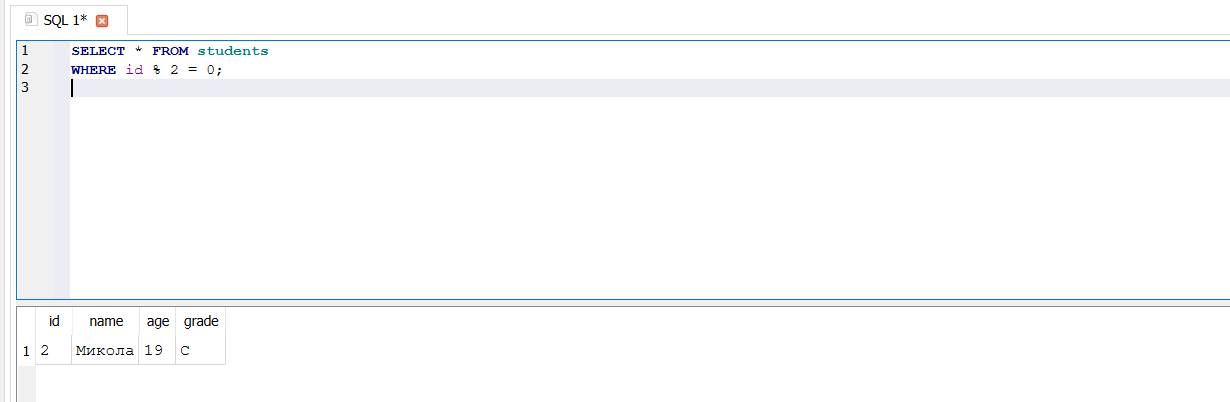 SQL 1*
1 SELECT * FROM students
2 WHERE id % 2 = 0;
3
id name age grade
1 2 Микола 19 C